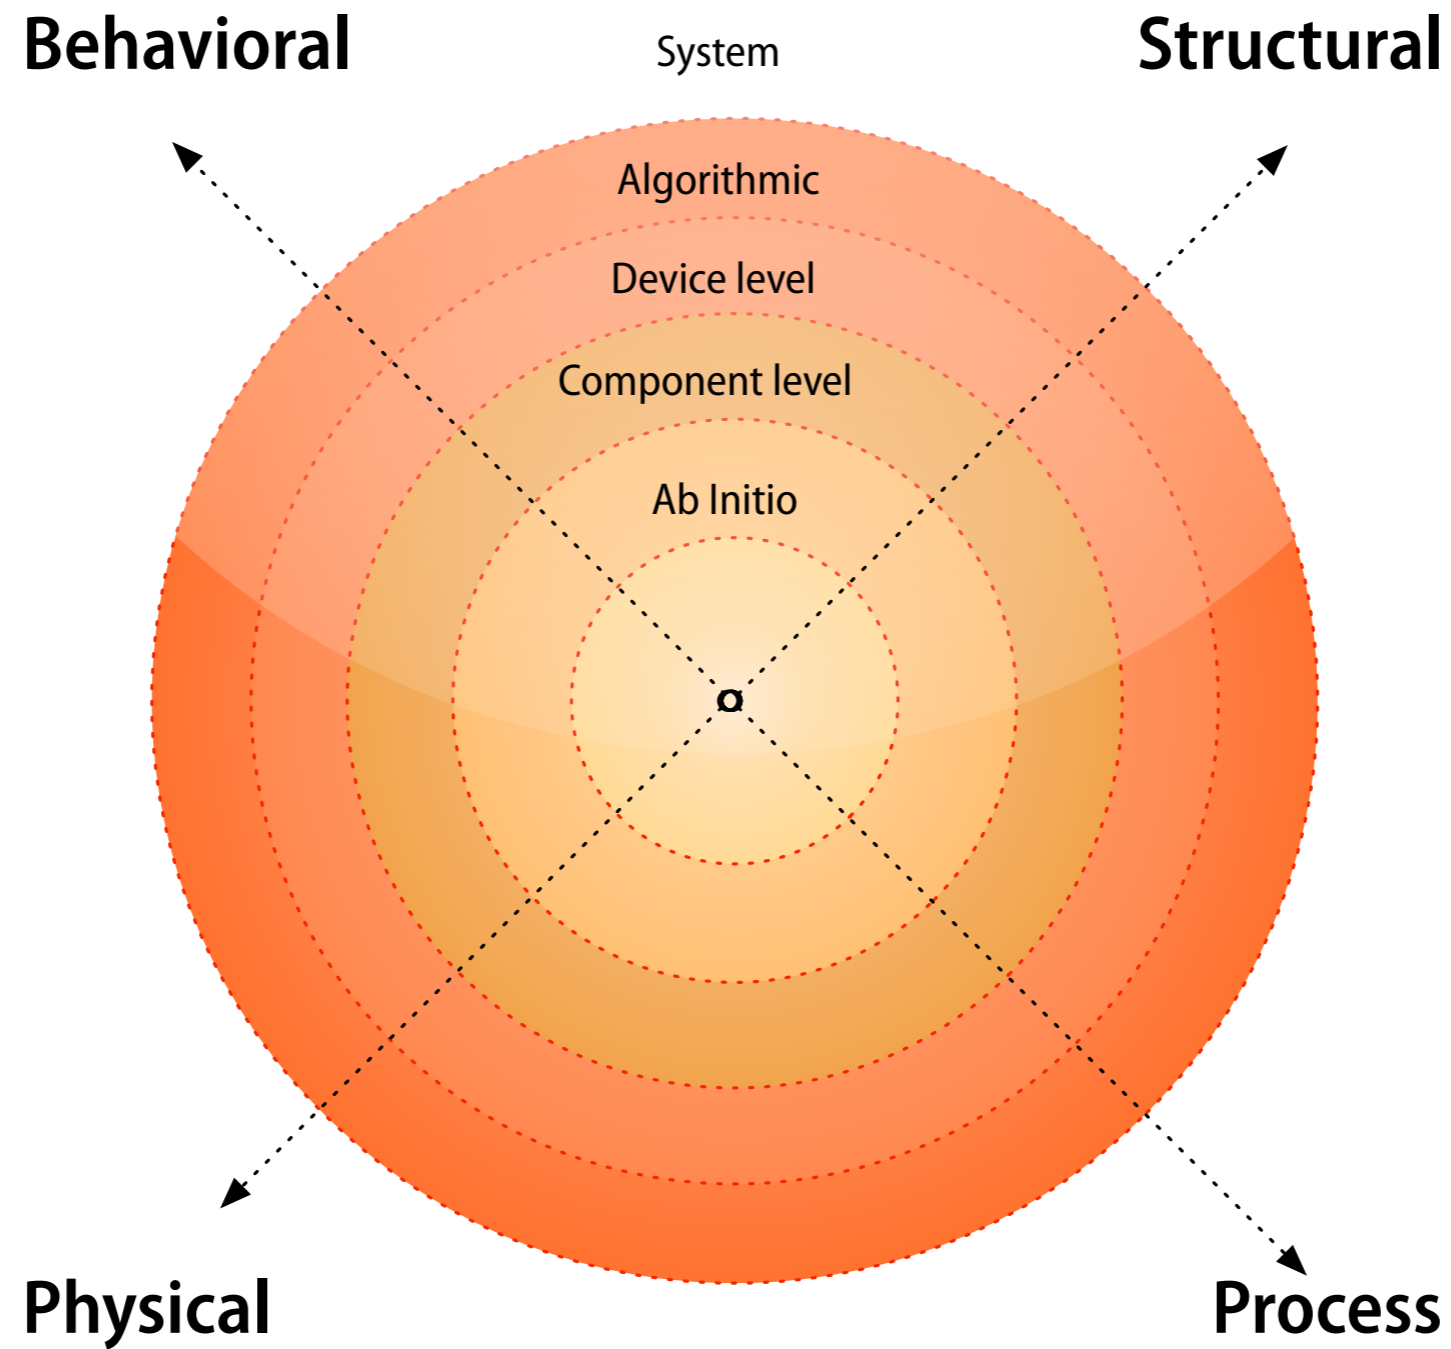 Behavioral
System
Structural
Algorithmic
Device level
Component level
Ab Initio
Physical
Process